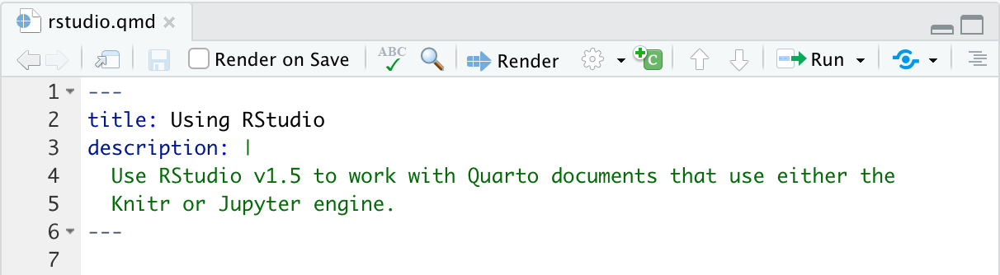 rstudio.qmd
Render on Save ABC Render C Run
1 ---
2 title: Using RStudio
3 description: |
4 Use RStudio v1.5 to work with Quarto documents that use either the
5 Knitr or Jupyter engine.
6 ---
7